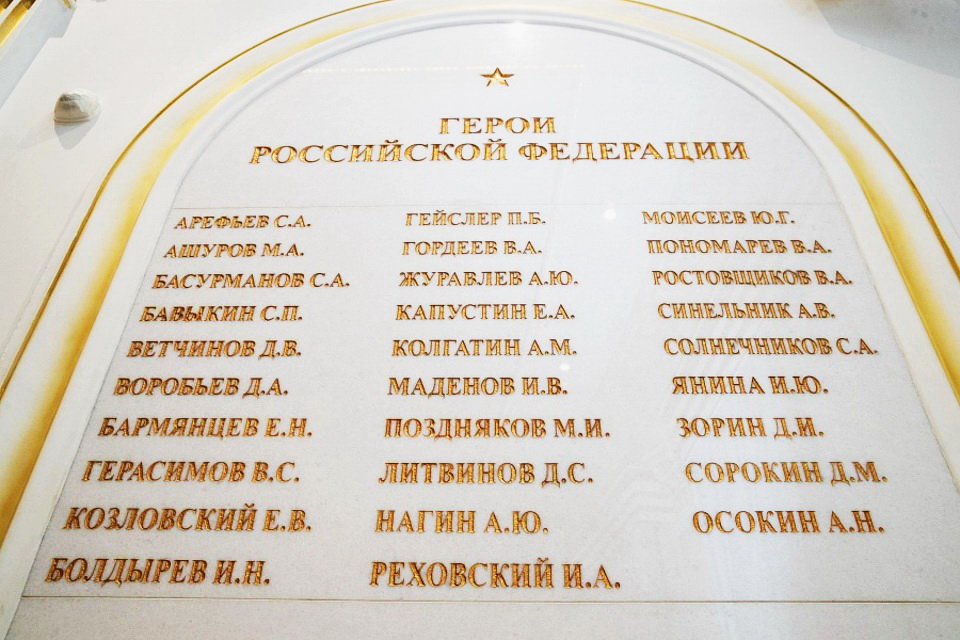 ГЕРОИ
РОССИЙСКОЙ ФЕДЕРАЦИИ
АРЕФЬЕВ С.А.
АШУРОВ М.А.
БАСУРМАНОВ С.А.
БАВЫКИН С.П.
ВЕТЧИНОВ Д.В.
ВОРОБЬЕВ Д.А.
БАРМЯНЦЕВ Е.Н.
ГЕРАСИМОВ В.С.
КОЗЛОВСКИЙ Е.В.
БОЛДЫРЕВ И.Н.
ГЕЙСЛЕР П.Б.
ГОРДЕЕВ В.А.
ЖУРАВЛЕВ А.Ю.
КАПУСТИН Е.А.
КОЛГАТИН А.М.
МАДЕНОВ И.В.
ПОЗДНЯКОВ М.И.
ЛИТВИНОВ Д.С.
НАГИН А.Ю.
РЕХОВСКИЙ И.А.
МОИСЕЕВ Ю.Г.
ПОНОМАРЕВ В.А.
РОСТОВЩИКОВ В.А.
СИНЕЛЬНИК А.В.
СОЛНЕЧНИКОВ С.А.
ЯНИНА И.Ю.
ЗОРИН Д.И.
СОРОКИН Д.М.
ОСОКИН А.Н.